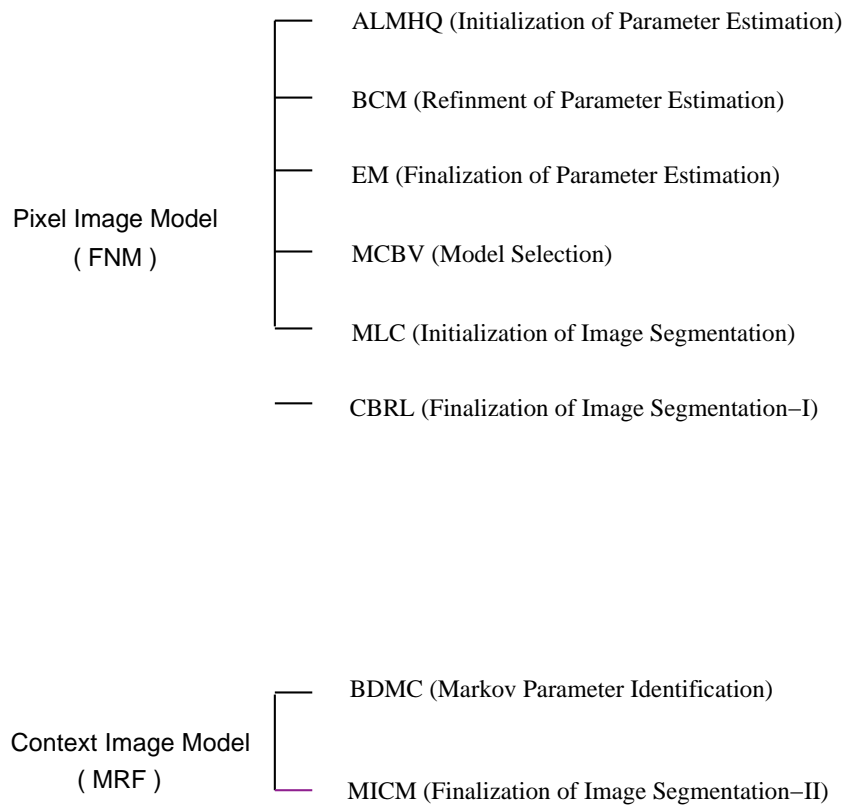 ALMHQ (Initialization of Parameter Estimation)
BCM (Refinment of Parameter Estimation)
EM (Finalization of Parameter Estimation)
Pixel Image Model
( FNM )
MCBV (Model Selection)
MLC (Initialization of Image Segmentation)
CBRL (Finalization of Image Segmentation−I)
BDMC (Markov Parameter Identification)
Context Image Model
( MRF )
MICM (Finalization of Image Segmentation−II)